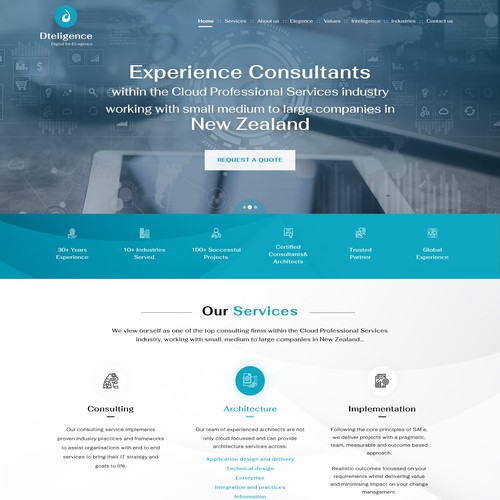 Dteligence
Digital for El-egance
Home :: Services :: About us :: Elegence :: Values :: Inteligence :: Industries :: Contact us
Experience Consultants
within the Cloud Professional Services industry
working with small medium to large companies in
New Zealand
REQUEST A QUOTE
30+ Years
Experience
10+ Industries
Served
100+ Successful
Projects
Certified
Consultants&
Architects
Trusted
Partner
Global
Experience
Our Services
We view ourself as one of the top consulting firms within the Cloud Professional Services
industry, working with small, medium to large companies in New Zealand...
Consulting
Our consulting service implements
proven industry practices and frameworks
to assist organisations with end to end
services to bring their IT strategy and
goals to life.
Architecture
Our team of experienced architects are not
only cloud focussed and can provide
architecture services across:
Application design and delivery
Technical design
Enterprise
Integration and practices
Information
Implementation
Following the core principles of SAFe,
we deliver projects with a pragmatic,
team, measurable and outcome based
approach.
Realistic outcomes focussed on your
requirements whilst delivering value
and minimising impact on your change
management.